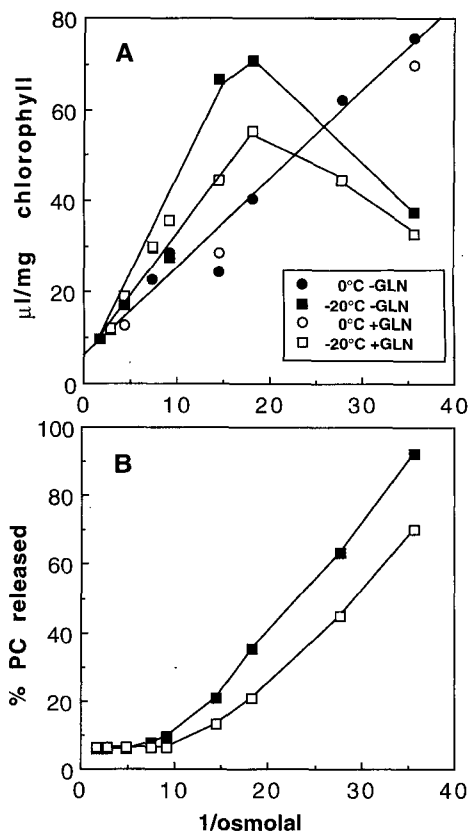 A
80
60
40
20
0
μl/mg chlorophyll
0°C -GLN
-20°C -GLN
0°C +GLN
-20°C +GLN
0 10 20 30 40
B
100
80
60
40
20
0
% PC released
0 10 20 30 40
1/osmolal